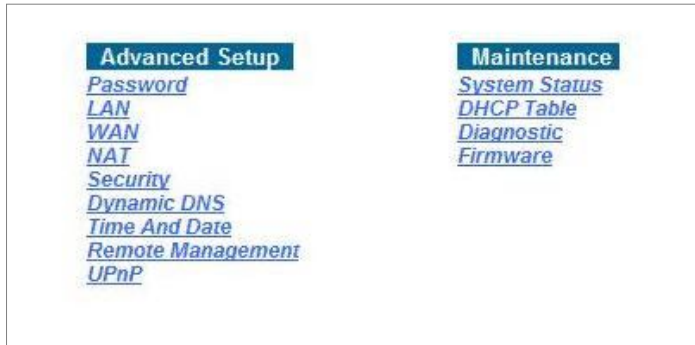 Advanced Setup
Password
LAN
WAN
NAT
Security
Dynamic DNS
Time And Date
Remote Management
UPnP
Maintenance
System Status
DHCP Table
Diagnostic
Firmware